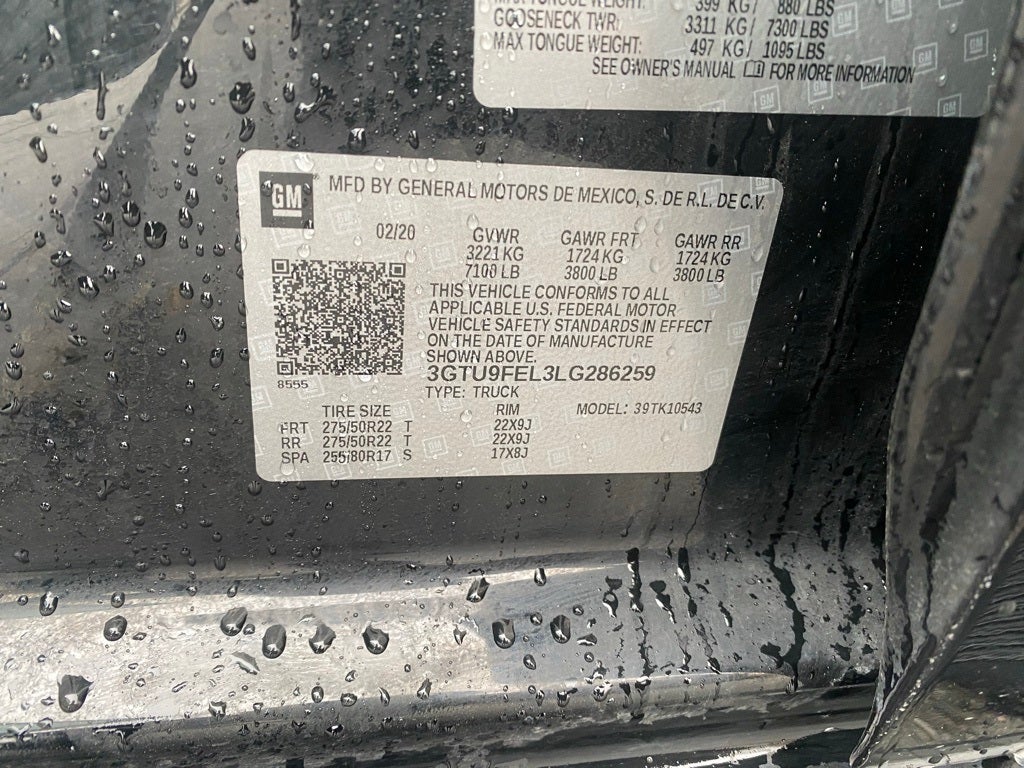 399 KG / 880 LBS
GOOSENECK TWR: 3311 KG / 7300 LBS
MAX TONGUE WEIGHT: 497 KG / 1095 LBS
SEE OWNER'S MANUAL FOR MORE INFORMATION
GM
MFD BY GENERAL MOTORS DE MEXICO, S. DE R.L. DE C.V.
02/20 GVWR GAWR FRT GAWR RR
3221 KG 1724 KG 1724 KG
7100 LB 3800 LB 3800 LB
THIS VEHICLE CONFORMS TO ALL
APPLICABLE U.S. FEDERAL MOTOR
VEHICLE SAFETY STANDARDS IN EFFECT
ON THE DATE OF MANUFACTURE
SHOWN ABOVE.
3GTU9FEL3LG286259
8555
TYPE: TRUCK
TIRE SIZE RIM MODEL: 39TK10543
FRT 275/50R22 T 22X9J
RR 275/50R22 T 22X9J
SPA 255/80R17 S 17X8J